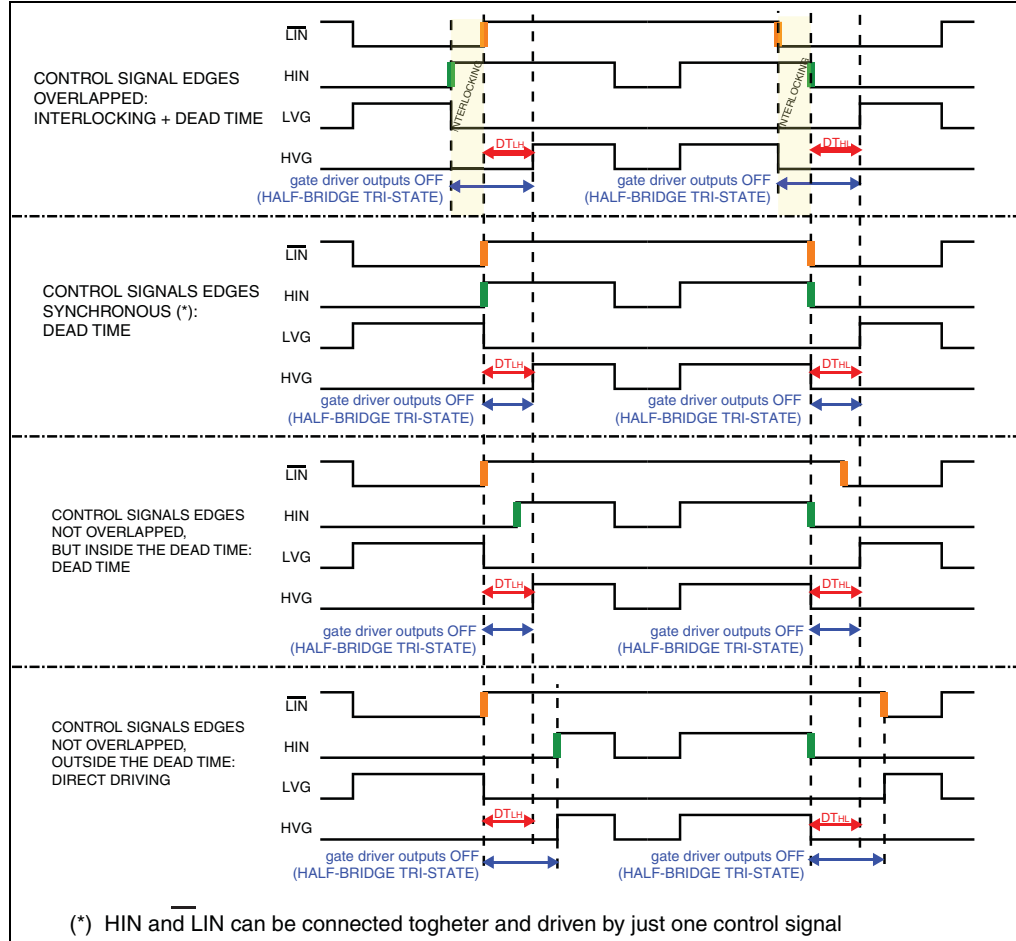 L̅I̅N̅
HIN
LVG
HVG
CONTROL SIGNAL EDGES
OVERLAPPED:
INTERLOCKING + DEAD TIME
INTERLOCKING
INTERLOCKING
DTLH
DTHL
gate driver outputs OFF
(HALF-BRIDGE TRI-STATE)
gate driver outputs OFF
(HALF-BRIDGE TRI-STATE)
L̅I̅N̅
HIN
LVG
HVG
CONTROL SIGNALS EDGES
SYNCHRONOUS (*):
DEAD TIME
DTLH
DTHL
gate driver outputs OFF
(HALF-BRIDGE TRI-STATE)
gate driver outputs OFF
(HALF-BRIDGE TRI-STATE)
L̅I̅N̅
HIN
LVG
HVG
CONTROL SIGNALS EDGES
NOT OVERLAPPED,
BUT INSIDE THE DEAD TIME:
DEAD TIME
DTLH
DTHL
gate driver outputs OFF
(HALF-BRIDGE TRI-STATE)
gate driver outputs OFF
(HALF-BRIDGE TRI-STATE)
L̅I̅N̅
HIN
LVG
HVG
CONTROL SIGNALS EDGES
NOT OVERLAPPED,
OUTSIDE THE DEAD TIME:
DIRECT DRIVING
DTLH
DTHL
gate driver outputs OFF
(HALF-BRIDGE TRI-STATE)
gate driver outputs OFF
(HALF-BRIDGE TRI-STATE)
(*) HIN and L̅I̅N̅ can be connected togheter and driven by just one control signal